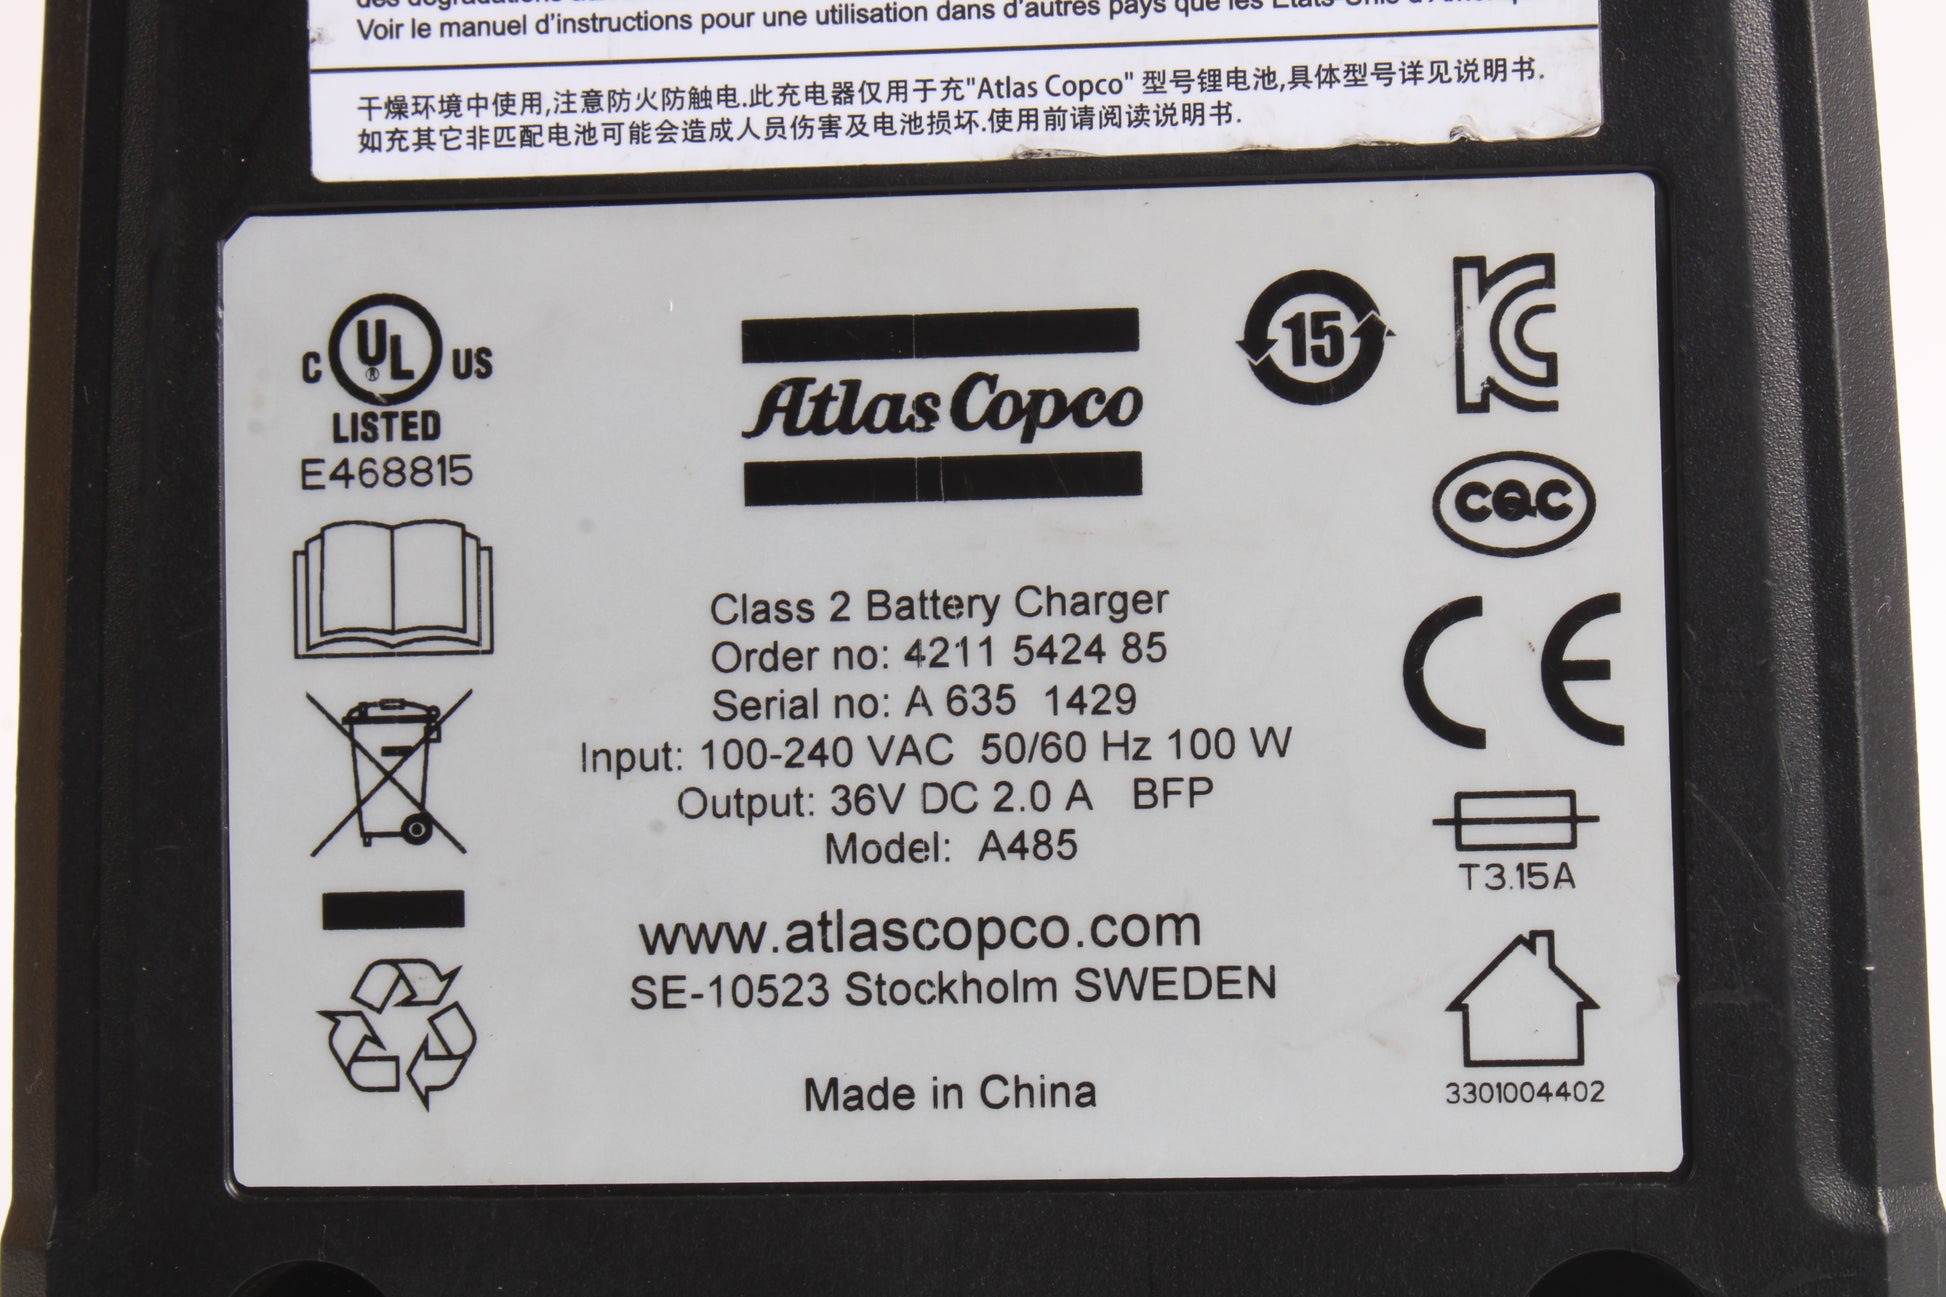 Voir le manuel d'instructions pour une utilisation dans d'autres pays que les
干燥环境中使用,注意防火防触电.此充电器仅用于充"Atlas Copco" 型号锂电池,具体型号详见说明书.
如充其它非匹配电池可能会造成人员伤害及电池损坏.使用前请阅读说明书.
C UL ® US
LISTED
E468815
Atlas Copco
15
KC
CQC
CE
Class 2 Battery Charger
Order no: 4211 5424 85
Serial no: A 635 1429
Input: 100-240 VAC 50/60 Hz 100 W
Output: 36V DC 2.0 A BFP
Model: A485
T3.15A
www.atlascopco.com
SE-10523 Stockholm SWEDEN
Made in China
3301004402